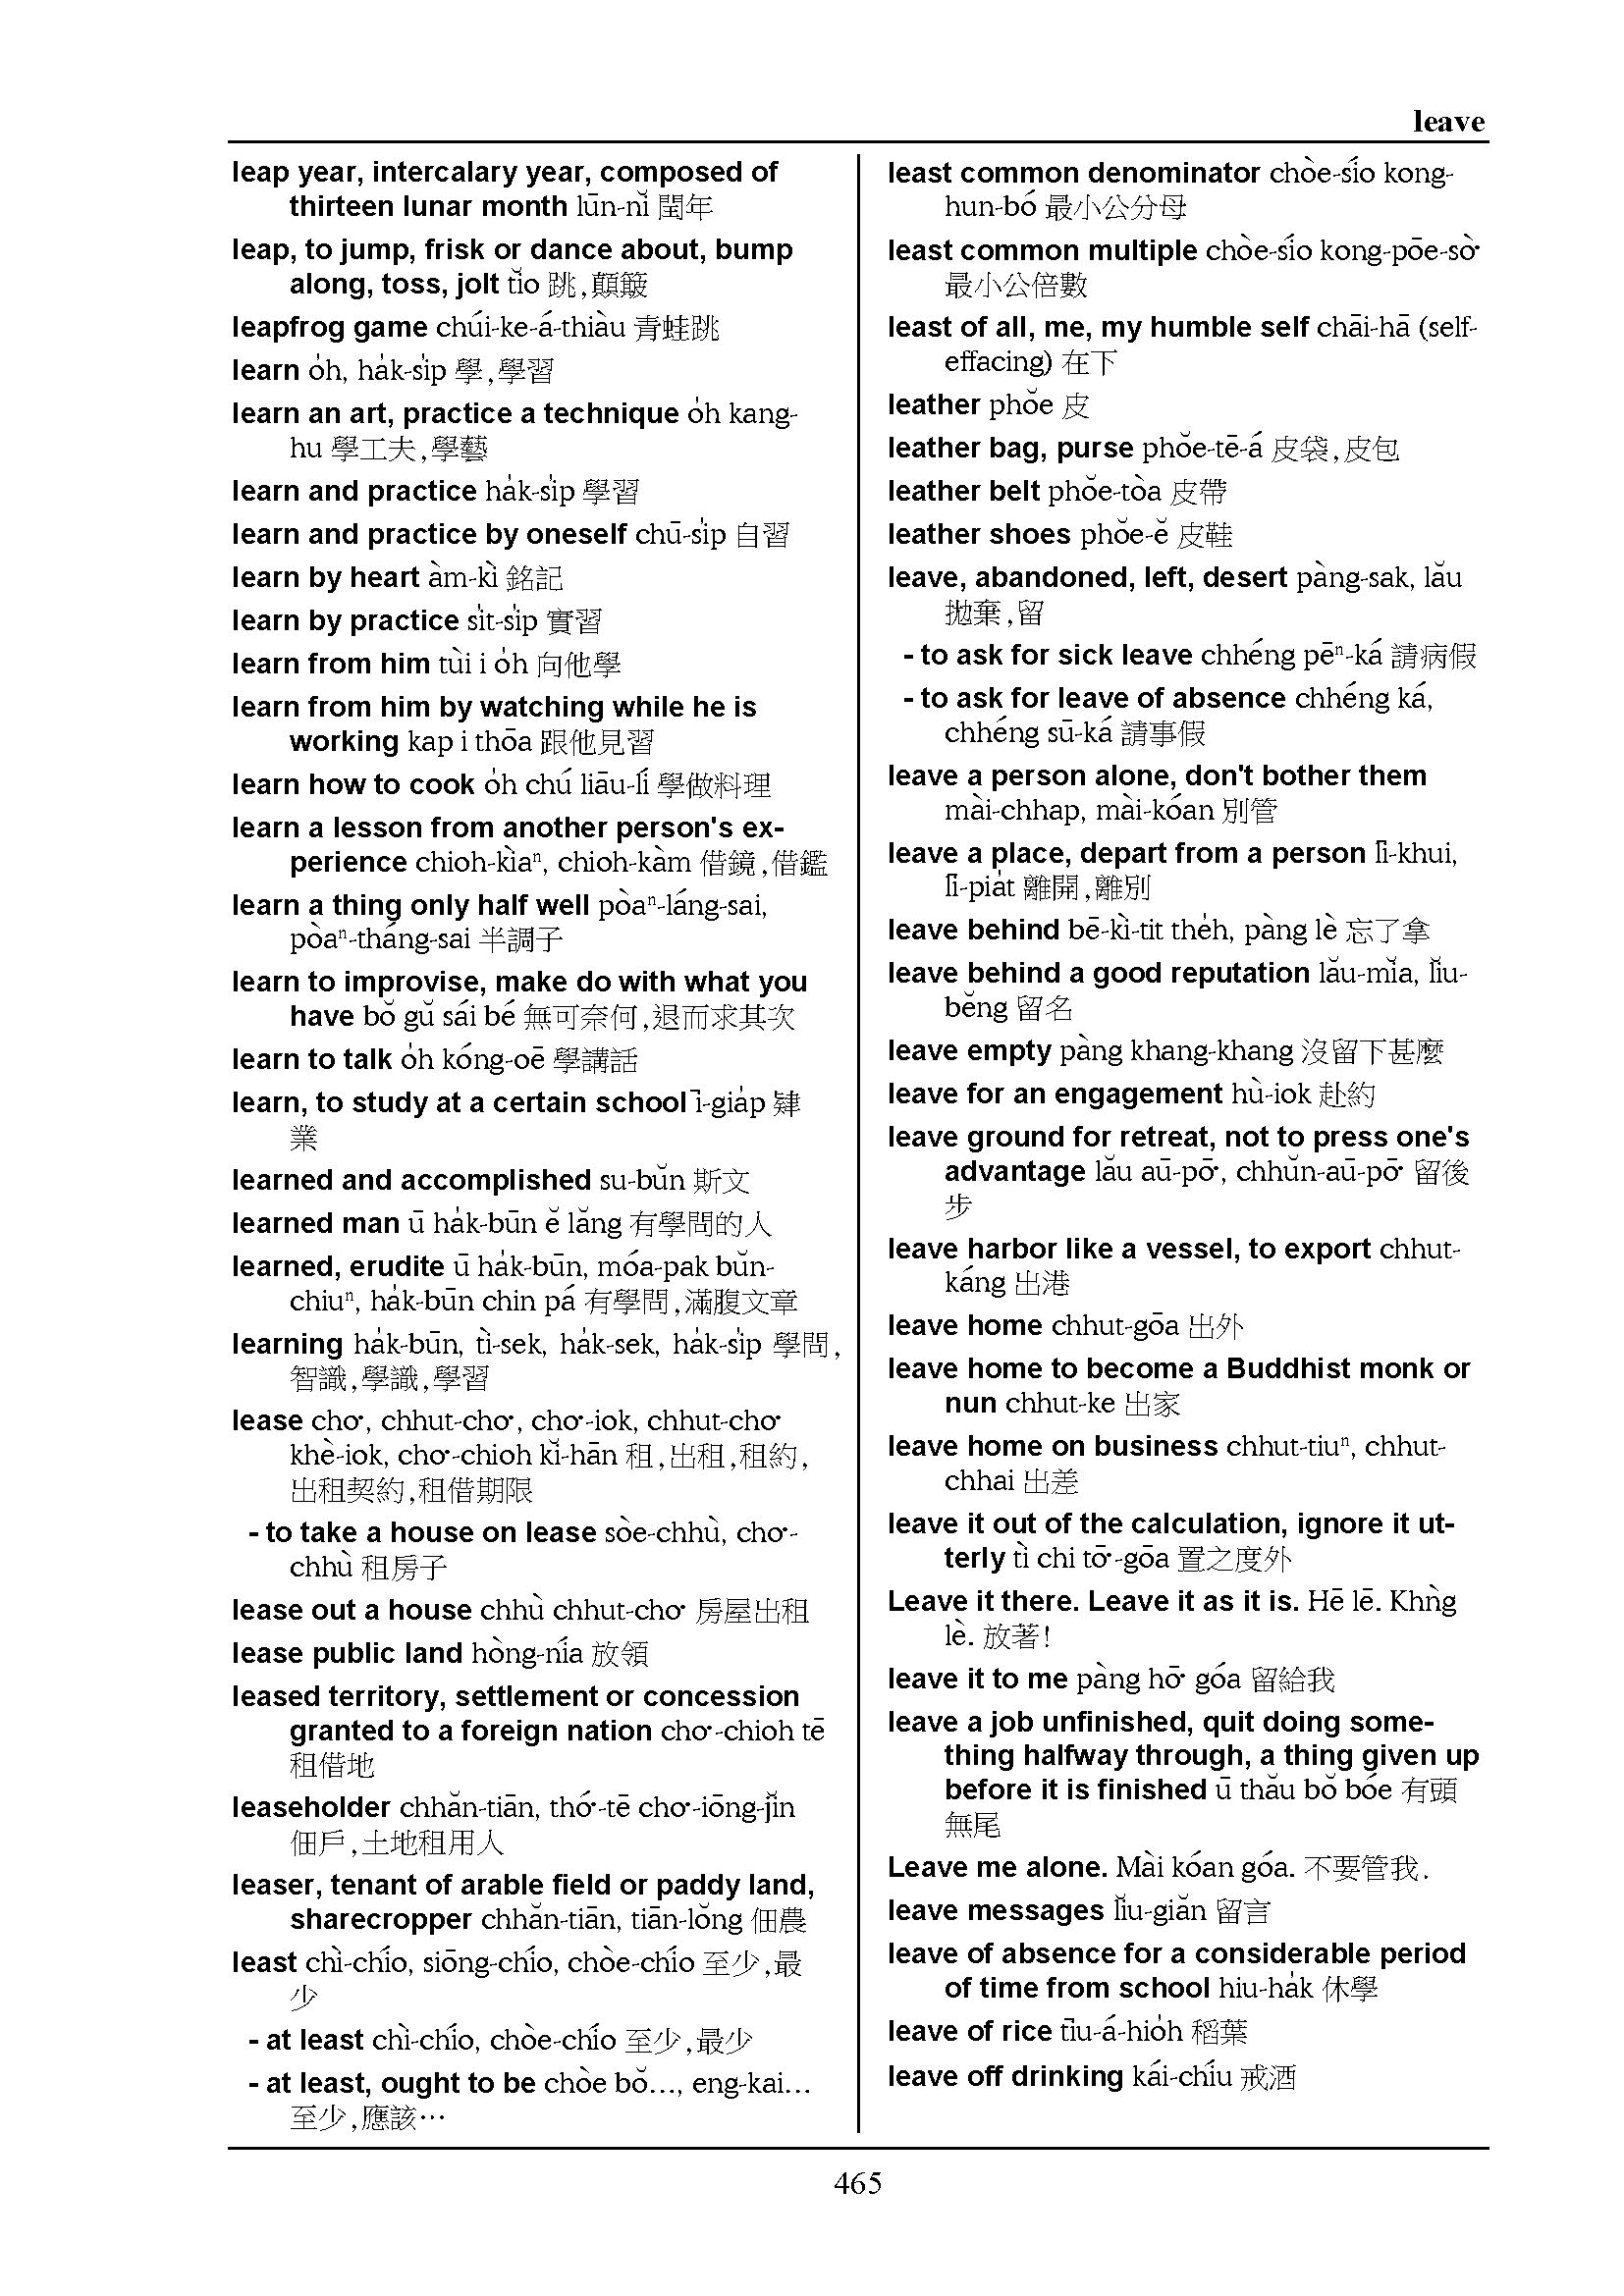 leave
leap year, intercalary year, composed of
thirteen lunar month lūn-nĭ 閏年
leap, to jump, frisk or dance about, bump
along, toss, jolt tĭo 跳,顛簸
leapfrog game chúi-ke-á-thiàu 青蛙跳
learn o̍h, ha̍k-si̍p 學,學習
learn an art, practice a technique o̍h kang-
hu 學工夫,學藝
learn and practice ha̍k-si̍p 學習
learn and practice by oneself chū-si̍p 自習
learn by heart àm-kì 銘記
learn by practice si̍t-si̍p 實習
learn from him tùi i o̍h 向他學
learn from him by watching while he is
working kap i thōa 跟他見習
learn how to cook o̍h chú liāu-lí 學做料理
learn a lesson from another person's ex-
perience chioh-kìaⁿ, chioh-kàm 借鏡,借鑑
learn a thing only half well pòaⁿ-láng-sai,
pòaⁿ-tháng-sai 半調子
learn to improvise, make do with what you
have bŏ gŭ sái bé 無可奈何,退而求其次
learn to talk o̍h kóng-oē 學講話
learn, to study at a certain school ī-gia̍p 肄
業
learned and accomplished su-bŭn 斯文
learned man ū ha̍k-būn ĕ lăng 有學問的人
learned, erudite ū ha̍k-būn, móa-pak bŭn-
chiuⁿ, ha̍k-būn chin pá 有學問,滿腹文章
learning ha̍k-būn, tì-sek, ha̍k-sek, ha̍k-si̍p 學問,
智識,學識,學習
lease cho͘, chhut-cho͘, cho͘-iok, chhut-cho͘
khè-iok, cho͘-chioh kĭ-hān 租,出租,租約,
出租契約,租借期限
- to take a house on lease sòe-chhù, cho͘-
chhù 租房子
lease out a house chhù chhut-cho͘ 房屋出租
lease public land hòng-nía 放領
leased territory, settlement or concession
granted to a foreign nation cho͘-chioh tē
租借地
leaseholder chhăn-tiān, thó͘-tē cho͘-iōng-jĭn
佃戶,土地租用人
leaser, tenant of arable field or paddy land,
sharecropper chhăn-tiān, tiān-lŏng 佃農
least chì-chío, siōng-chío, chòe-chío 至少,最
少
- at least chì-chío, chòe-chío 至少,最少
- at least, ought to be chòe bŏ..., eng-kai...
至少,應該…
least common denominator chòe-sío kong-
hun-bó 最小公分母
least common multiple chòe-sío kong-pōe-sò͘
最小公倍數
least of all, me, my humble self chāi-hā (self-
effacing) 在下
leather phŏe 皮
leather bag, purse phŏe-tē-á 皮袋,皮包
leather belt phŏe-tòa 皮帶
leather shoes phŏe-ĕ 皮鞋
leave, abandoned, left, desert pàng-sak, lău
拋棄,留
- to ask for sick leave chhéng pēⁿ-ká 請病假
- to ask for leave of absence chhéng ká,
chhéng sū-ká 請事假
leave a person alone, don't bother them
mài-chhap, mài-kóan 別管
leave a place, depart from a person lī-khui,
lī-pia̍t 離開,離別
leave behind bē-kì-tit the̍h, pàng lè 忘了拿
leave behind a good reputation lău-mĭa, lĭu-
bĕng 留名
leave empty pàng khang-khang 沒留下甚麼
leave for an engagement hù-iok 赴約
leave ground for retreat, not to press one's
advantage lău aū-pō͘, chhŭn-aū-pō͘ 留後
步
leave harbor like a vessel, to export chhut-
káng 出港
leave home chhut-gōa 出外
leave home to become a Buddhist monk or
nun chhut-ke 出家
leave home on business chhut-tiuⁿ, chhut-
chhai 出差
leave it out of the calculation, ignore it ut-
terly tì chi tō͘-gōa 置之度外
Leave it there. Leave it as it is. Hē lē. Khǹg
lè. 放著!
leave it to me pàng hō͘ góa 留給我
leave a job unfinished, quit doing some-
thing halfway through, a thing given up
before it is finished ū thău bŏ bóe 有頭
無尾
Leave me alone. Mài kóan góa. 不要管我.
leave messages lĭu-giăn 留言
leave of absence for a considerable period
of time from school hiu-ha̍k 休學
leave of rice tīu-á-hio̍h 稻葉
leave off drinking kái-chíu 戒酒
465